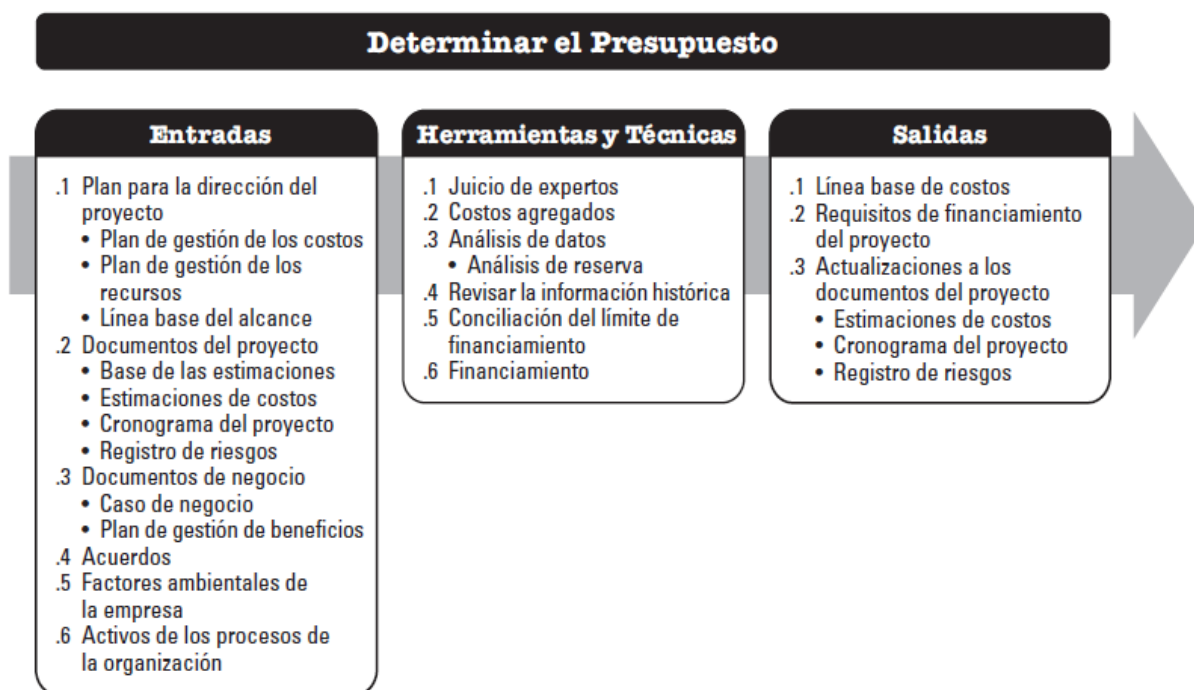 Determinar el Presupuesto
Entradas
.1 Plan para la dirección del
proyecto
• Plan de gestión de los costos
• Plan de gestión de los
recursos
• Línea base del alcance
.2 Documentos del proyecto
• Base de las estimaciones
• Estimaciones de costos
• Cronograma del proyecto
• Registro de riesgos
.3 Documentos de negocio
• Caso de negocio
• Plan de gestión de beneficios
.4 Acuerdos
.5 Factores ambientales de
la empresa
.6 Activos de los procesos de
la organización
Herramientas y Técnicas
.1 Juicio de expertos
.2 Costos agregados
.3 Análisis de datos
• Análisis de reserva
.4 Revisar la información histórica
.5 Conciliación del límite de
financiamiento
.6 Financiamiento
Salidas
.1 Línea base de costos
.2 Requisitos de financiamiento
del proyecto
.3 Actualizaciones a los
documentos del proyecto
• Estimaciones de costos
• Cronograma del proyecto
• Registro de riesgos